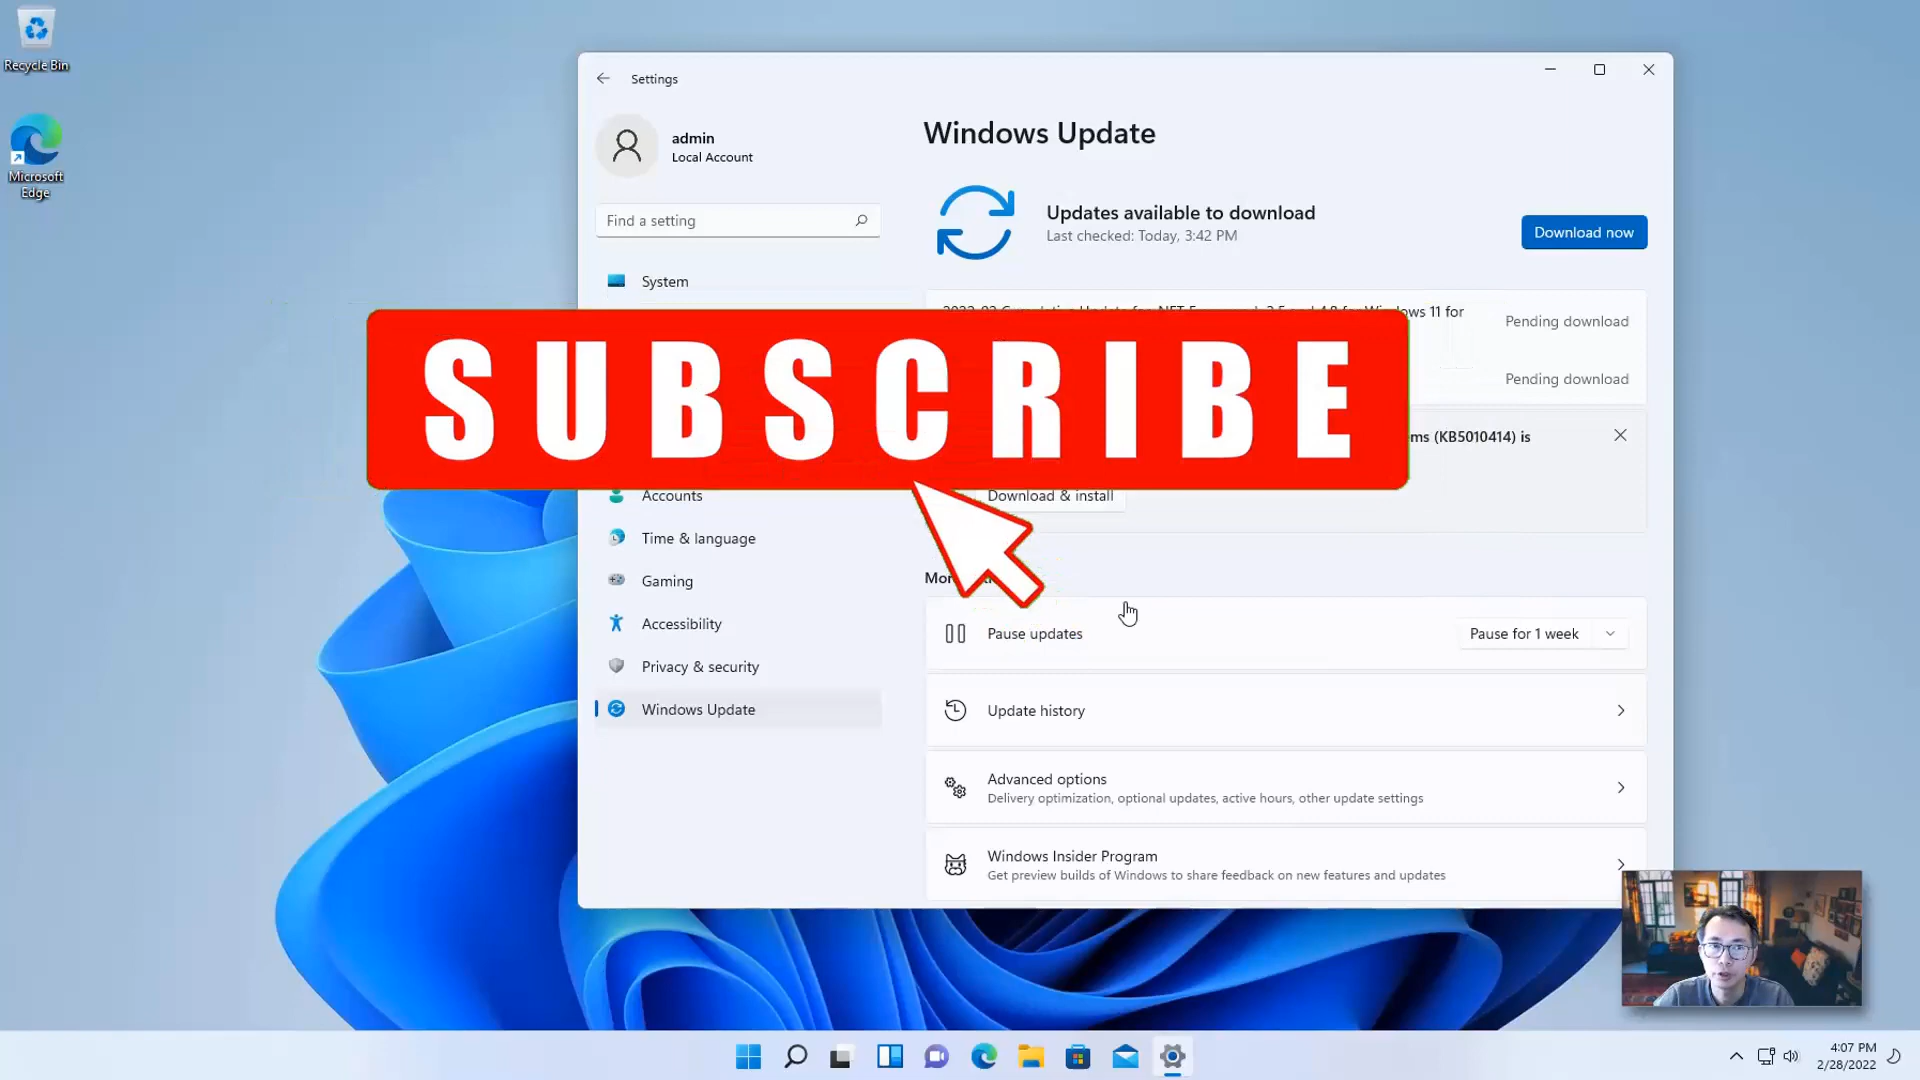 Recycle Bin
Microsoft
Edge
Settings
admin
Local Account
Find a setting
System
Accounts
Time & language
Gaming
Accessibility
Privacy & security
Windows Update
Windows Update
Updates available to download
Last checked: Today, 3:42 PM
Download now
Windows 11 for
Pending download
Pending download
SUBSCRIBE
(KB5010414) is
Download & install
Pause updates
Pause for 1 week
Update history
Advanced options
Delivery optimization, optional updates, active hours, other update settings
Windows Insider Program
Get preview builds of Windows to share feedback on new features and updates
4:07 PM
2/28/2022